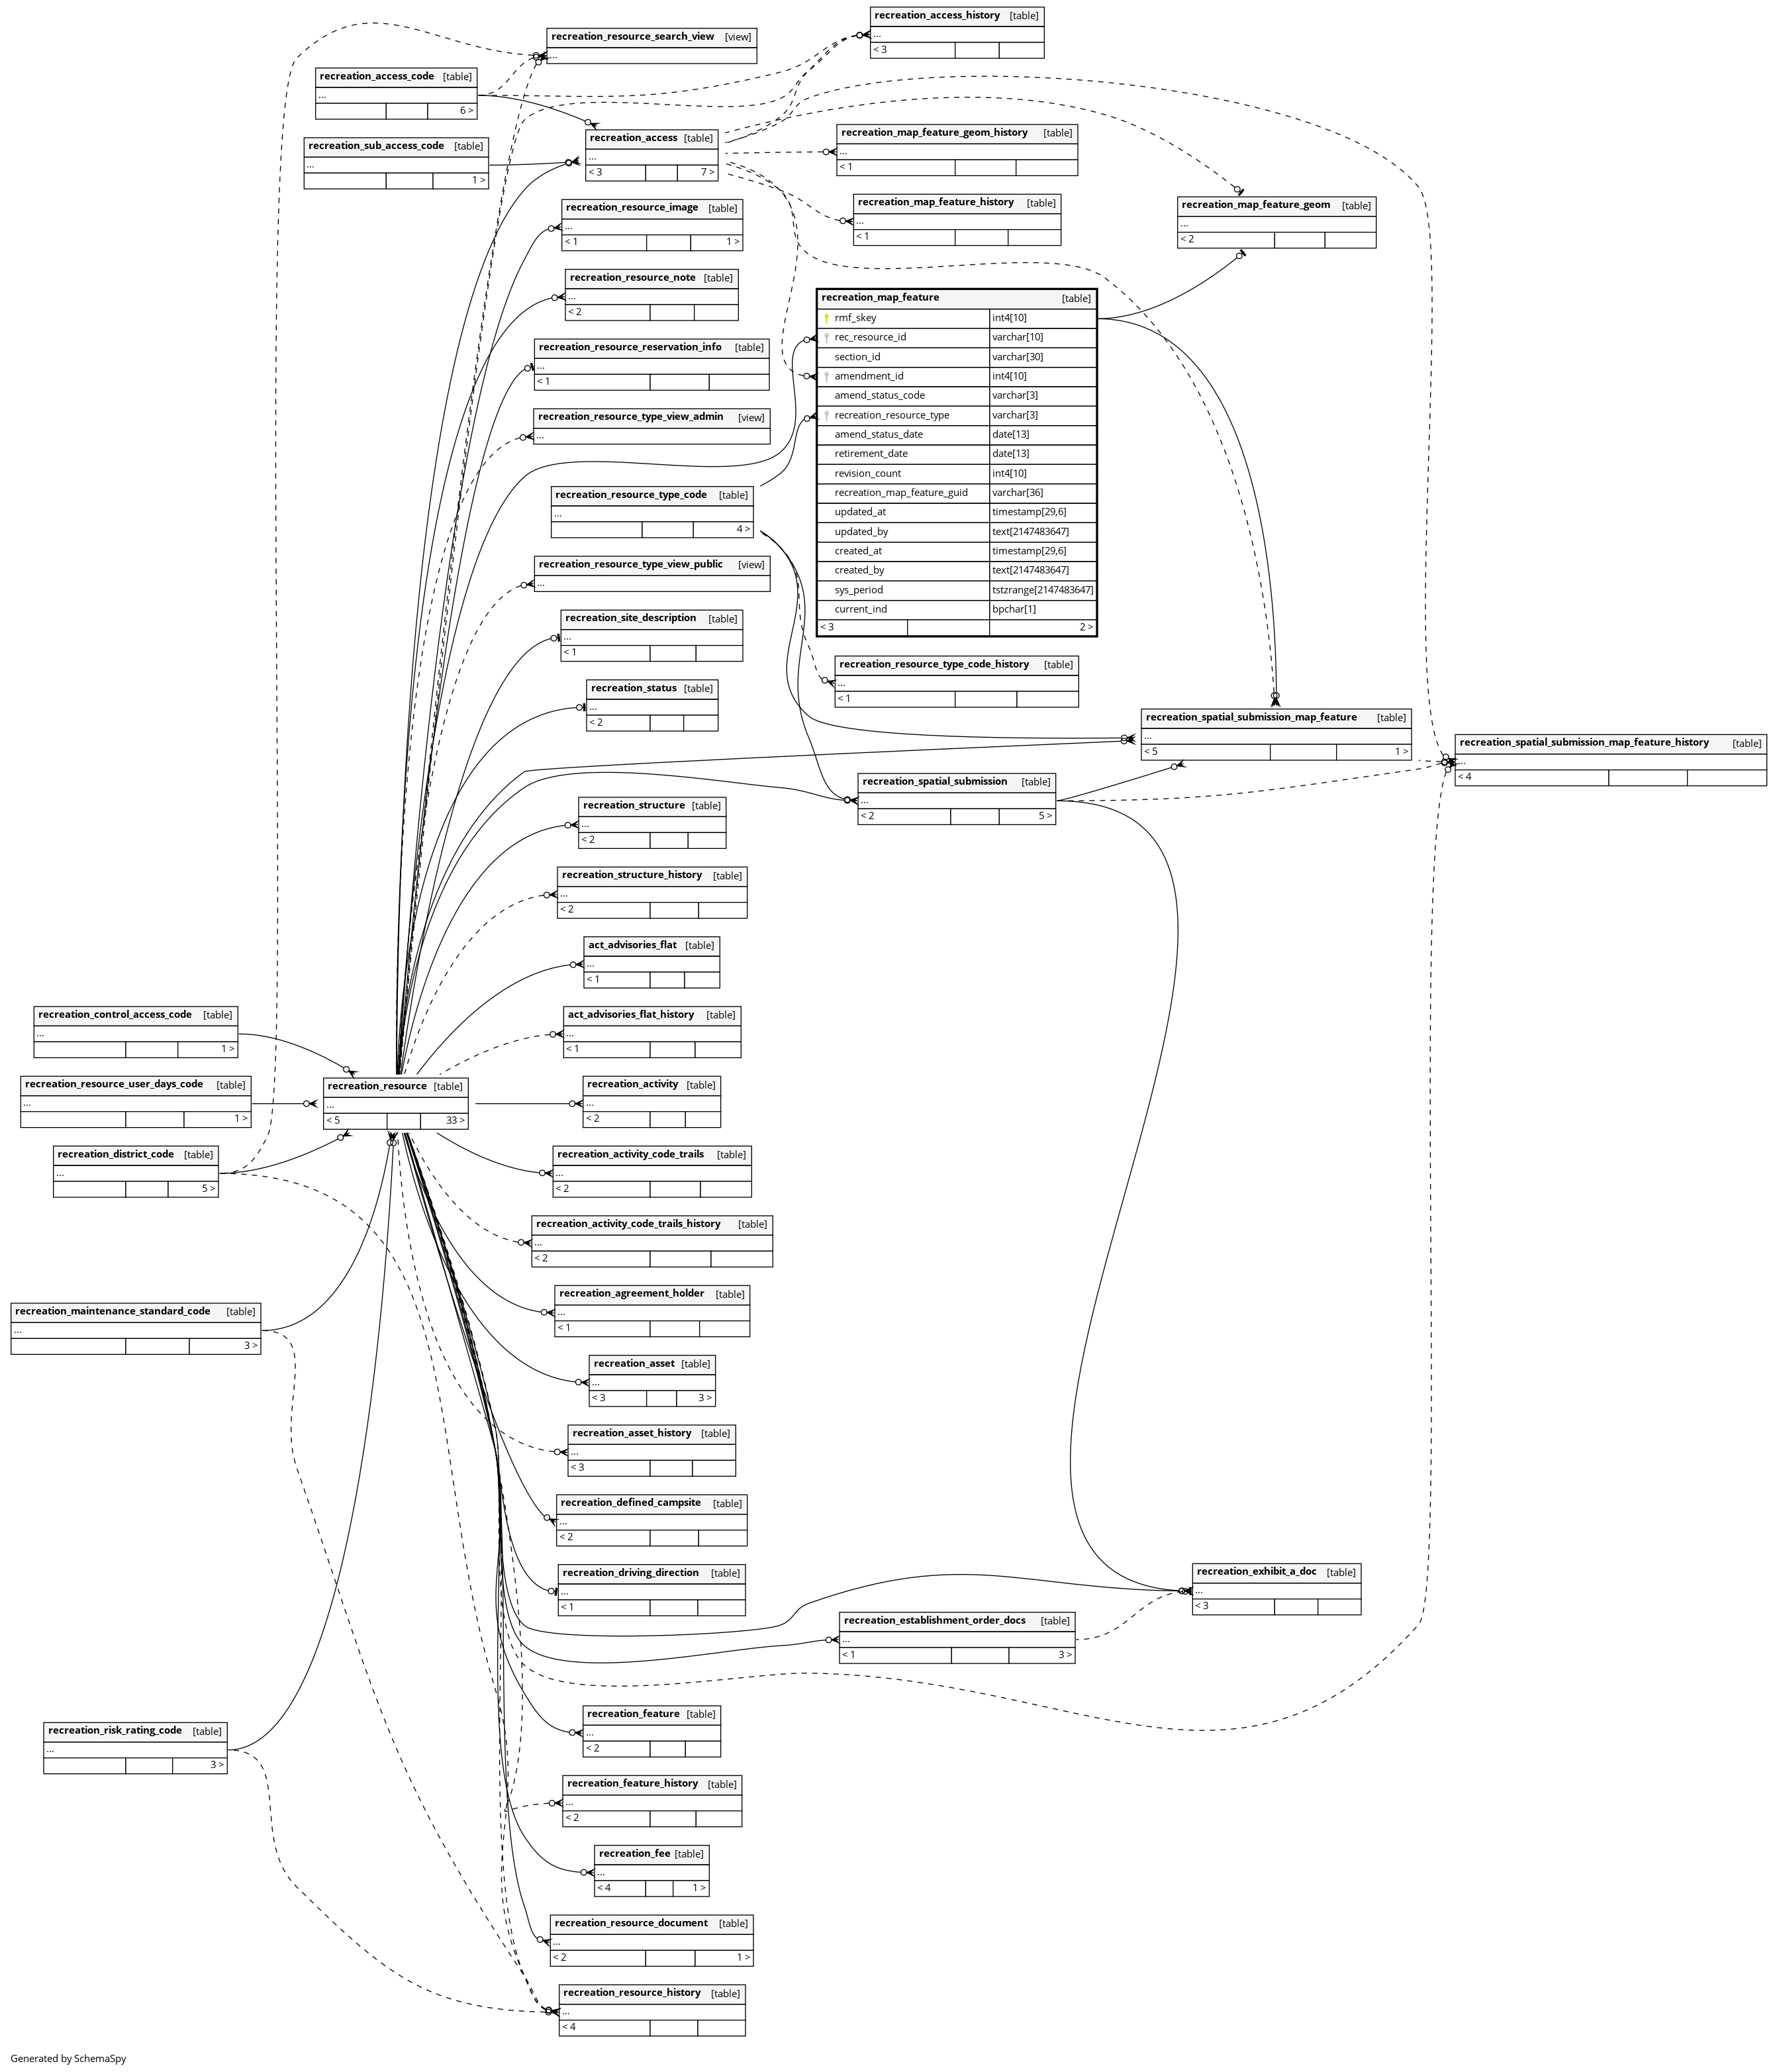 recreation_access_history [table]
...
< 3
recreation_resource_search_view [view]
...
recreation_access_code [table]
...
6 >
recreation_access [table]
...
< 3 7 >
recreation_map_feature_geom_history [table]
...
< 1
recreation_sub_access_code [table]
...
1 >
recreation_map_feature_history [table]
...
< 1
recreation_map_feature_geom [table]
...
< 2
recreation_resource_image [table]
...
< 1 1 >
recreation_resource_note [table]
...
< 2
recreation_map_feature [table]
rmf_skey int4[10]
rec_resource_id varchar[10]
section_id varchar[30]
amendment_id int4[10]
amend_status_code varchar[3]
recreation_resource_type varchar[3]
amend_status_date date[13]
retirement_date date[13]
revision_count int4[10]
recreation_map_feature_guid varchar[36]
updated_at timestamp[29,6]
updated_by text[2147483647]
created_at timestamp[29,6]
created_by text[2147483647]
sys_period tstzrange[2147483647]
current_ind bpchar[1]
< 3 2 >
recreation_resource_reservation_info [table]
...
< 1
recreation_resource_type_view_admin [view]
...
recreation_resource_type_code [table]
...
4 >
recreation_resource_type_view_public [view]
...
recreation_site_description [table]
...
< 1
recreation_resource_type_code_history [table]
...
< 1
recreation_status [table]
...
< 2
recreation_spatial_submission_map_feature [table]
...
< 5 1 >
recreation_spatial_submission_map_feature_history [table]
...
< 4
recreation_spatial_submission [table]
...
< 2 5 >
recreation_structure [table]
...
< 2
recreation_structure_history [table]
...
< 2
act_advisories_flat [table]
...
< 1
recreation_control_access_code [table]
...
1 >
act_advisories_flat_history [table]
...
< 1
recreation_resource_user_days_code [table]
...
1 >
recreation_resource [table]
...
< 5 33 >
recreation_activity [table]
...
< 2
recreation_district_code [table]
...
5 >
recreation_activity_code_trails [table]
...
< 2
recreation_activity_code_trails_history [table]
...
< 2
recreation_agreement_holder [table]
...
< 1
recreation_maintenance_standard_code [table]
...
3 >
recreation_asset [table]
...
< 3 3 >
recreation_asset_history [table]
...
< 3
recreation_defined_campsite [table]
...
< 2
recreation_driving_direction [table]
...
< 1
recreation_exhibit_a_doc [table]
...
< 3
recreation_establishment_order_docs [table]
...
< 1 3 >
recreation_feature [table]
...
< 2
recreation_risk_rating_code [table]
...
3 >
recreation_feature_history [table]
...
< 2
recreation_fee [table]
...
< 4 1 >
recreation_resource_document [table]
...
< 2 1 >
recreation_resource_history [table]
...
< 4
Generated by SchemaSpy